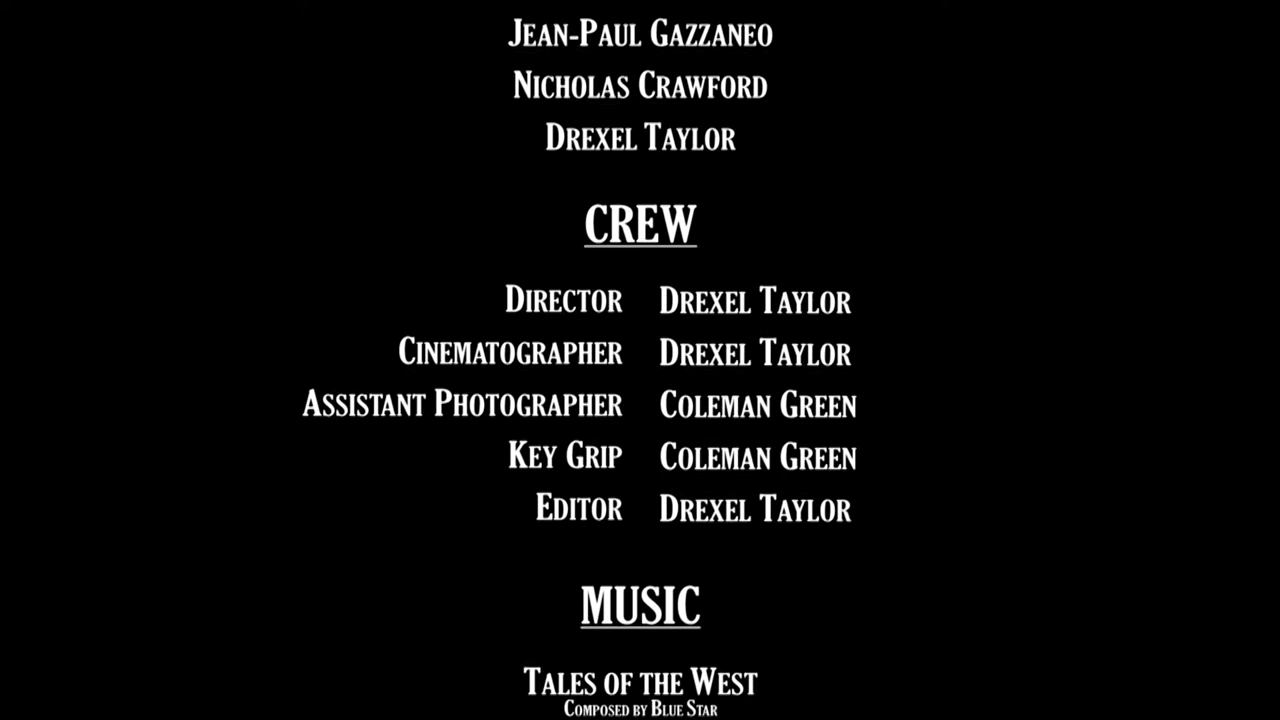 Jean-Paul Gazzaneo
Nicholas Crawford
Drexel Taylor
CREW
Director Drexel Taylor
Cinematographer Drexel Taylor
Assistant Photographer Coleman Green
Key Grip Coleman Green
Editor Drexel Taylor
MUSIC
Tales of the West
Composed by Blue Star